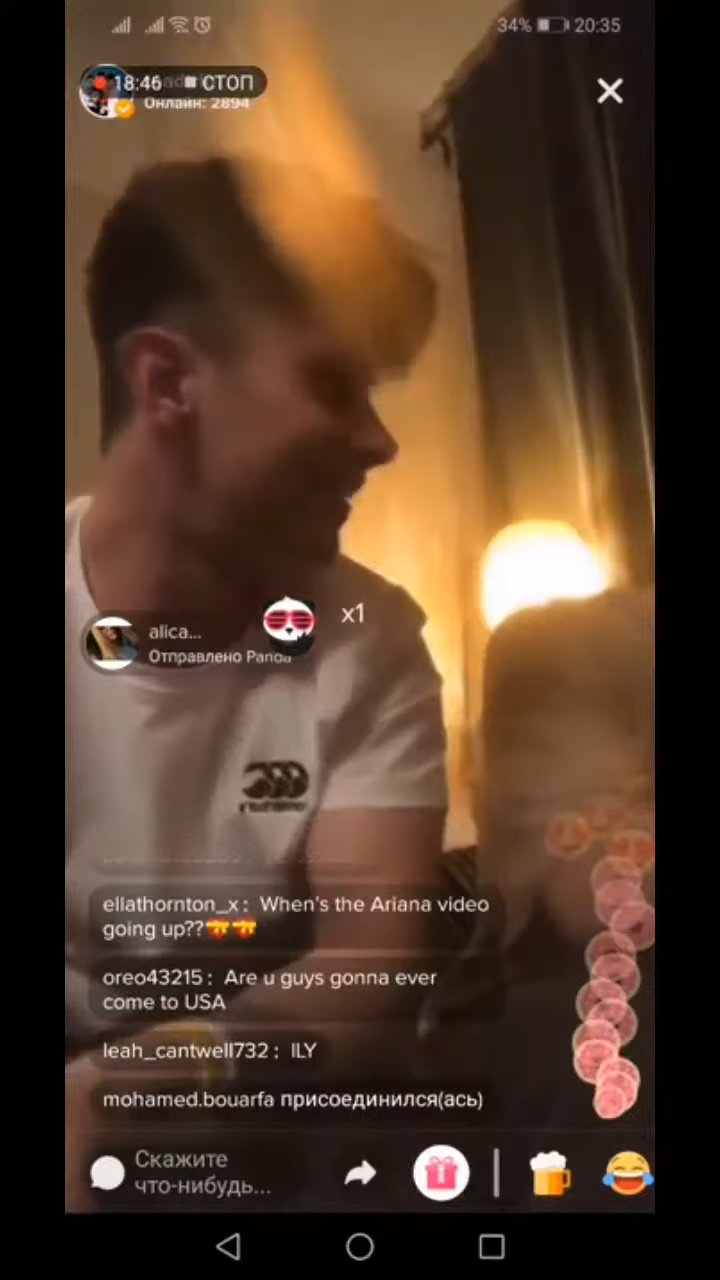 34% 20:35
18:46 СТОП
Онлайн: 2894
x1
alica...
Отправлено Panda
ellathornton_x: When's the Ariana video
going up??
oreo43215: Are u guys gonna ever
come to USA
leah_cantwell732: ILY
mohamed.bouarfa присоединился(ась)
Скажите
что-нибудь...